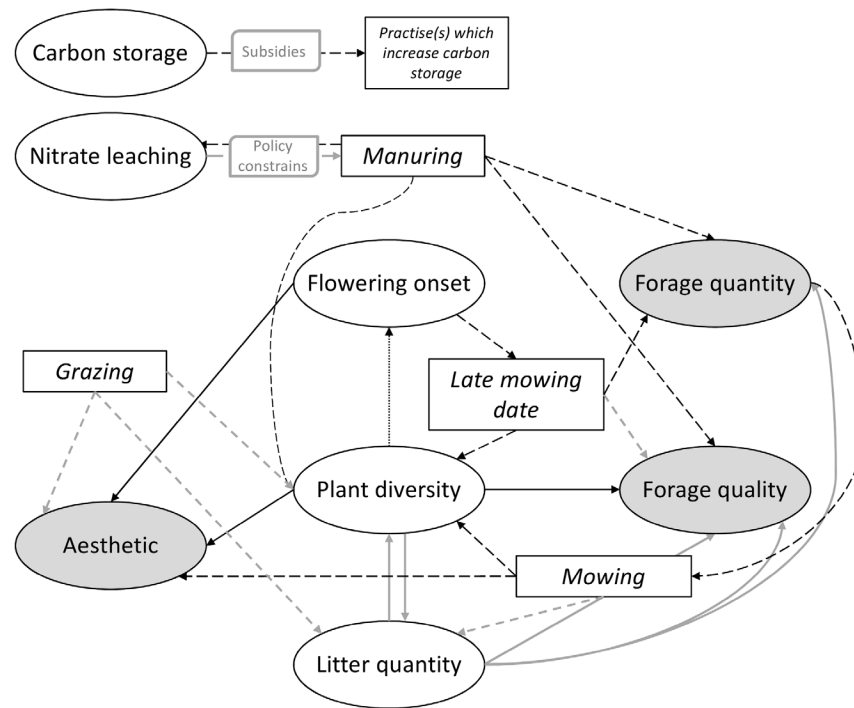 Carbon storage
Subsidies
Practise(s) which
increase carbon
storage
Nitrate leaching
Policy
constrains
Manuring
Flowering onset
Forage quantity
Grazing
Late mowing
date
Plant diversity
Forage quality
Aesthetic
Mowing
Litter quantity